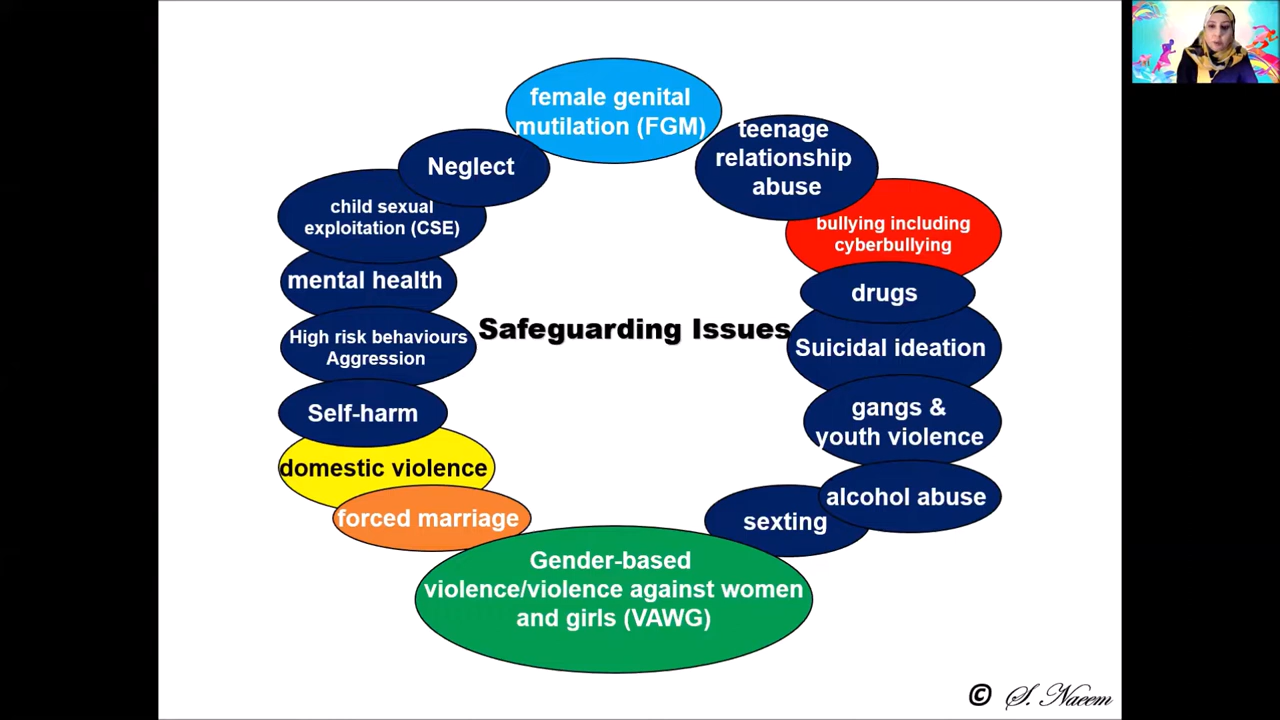 female genital
mutilation (FGM)
teenage
relationship
abuse
Neglect
bullying including
cyberbullying
child sexual
exploitation (CSE)
mental health
drugs
High risk behaviours
Aggression
Safeguarding Issues
Suicidal ideation
Self-harm
gangs &
youth violence
domestic violence
alcohol abuse
forced marriage
sexting
Gender-based
violence/violence against women
and girls (VAWG)
© S. Naeem